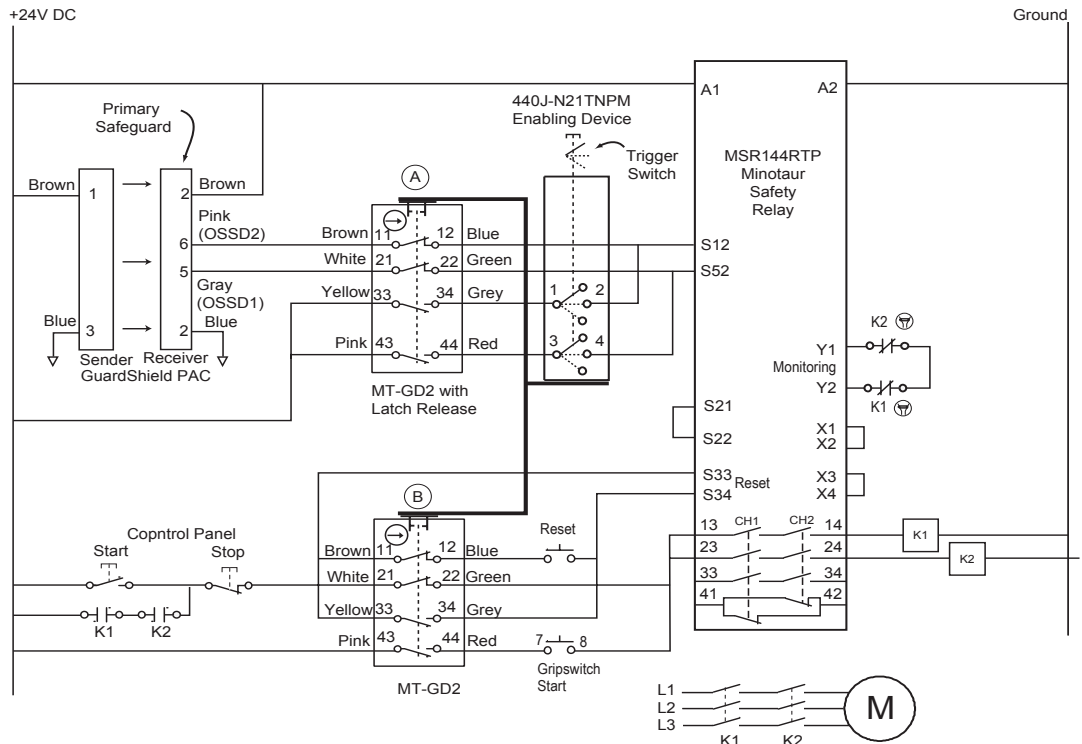 +24V DC
Ground
Primary
Safeguard
440J-N21TNPM
Enabling Device
Trigger
Switch
A1
A2
MSR144RTP
Minotaur
Safety
Relay
Brown
1
2
Brown
Pink
(OSSD2)
6
5
Gray
(OSSD1)
Blue
3
2
Blue
Sender
Receiver
GuardShield PAC
A
Brown
11
12
Blue
White
21
22
Green
Yellow
33
34
Grey
Pink
43
44
Red
MT-GD2 with
Latch Release
1
2
3
4
S12
S52
K2
Y1
Monitoring
Y2
K1
S21
S22
X1
X2
S33
Reset
S34
X3
X4
B
Copntrol Panel
Start
Stop
K1
K2
Brown
11
12
Blue
Reset
White
21
22
Green
Yellow
33
34
Grey
Pink
43
44
Red
7
8
Gripswitch
Start
MT-GD2
13
CH1
CH2
14
K1
23
24
K2
33
34
41
42
L1
L2
L3
K1
K2
M